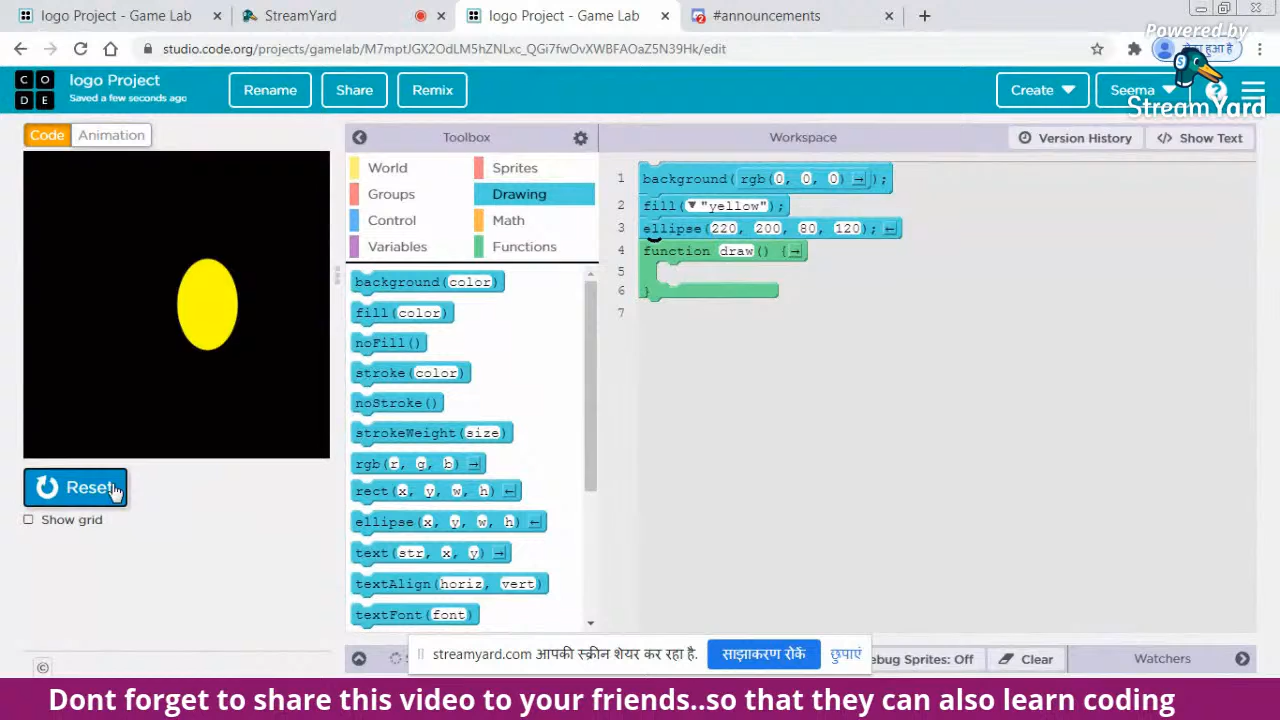 logo Project - Game Lab
StreamYard
logo Project - Game Lab
#announcements
studio.code.org/projects/gamelab/M7mptJGX2OdLM5hZNLxc_QGi7fwOvXWBFAOaZ5N39Hk/edit
Powered by
StreamYard
CODE
logo Project
Saved a few seconds ago
Rename
Share
Remix
Create
Seema
Code
Animation
Toolbox
Workspace
Version History
</> Show Text
World
Sprites
Groups
Drawing
Control
Math
Variables
Functions
background(color)
fill(color)
noFill()
stroke(color)
noStroke()
strokeWeight(size)
rgb(r, g, b)
rect(x, y, w, h)
ellipse(x, y, w, h)
text(str, x, y)
textAlign(horiz, vert)
textFont(font)
1 background(rgb(0, 0, 0));
2 fill("yellow");
3 ellipse(220, 200, 80, 120);
4 function draw() {
5
6 }
7
Reset
Show grid
streamyard.com आपकी स्क्रीन शेयर कर रहा है.
साझाकरण रोकें
छुपाएं
ebug Sprites: Off
Clear
Watchers
Dont forget to share this video to your friends..so that they can also learn coding